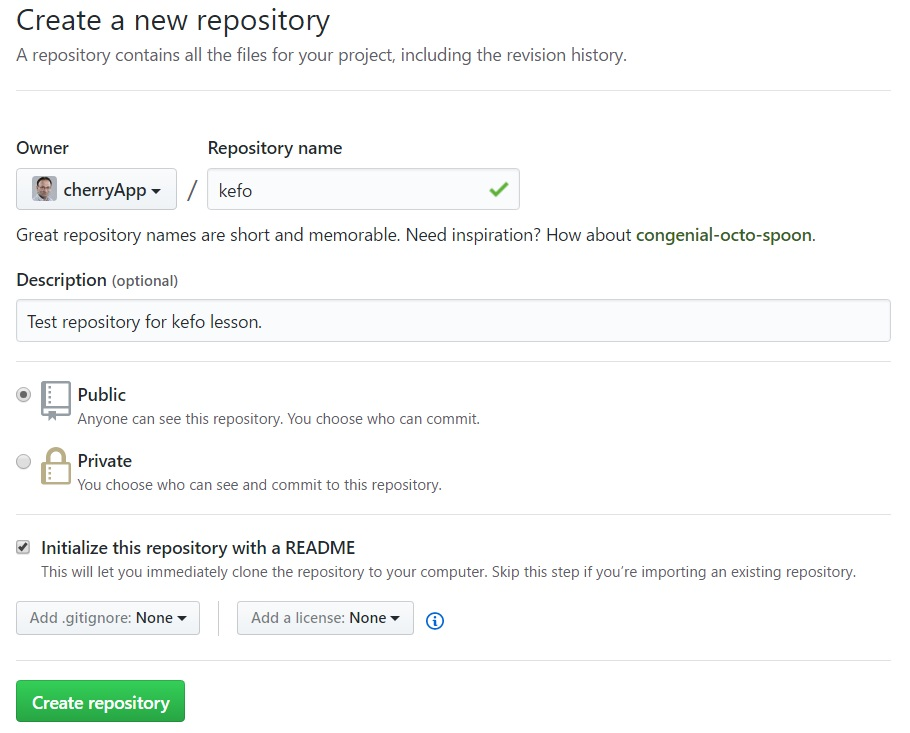 Create a new repository
A repository contains all the files for your project, including the revision history.
Owner
Repository name
cherryApp
/
kefo
Great repository names are short and memorable. Need inspiration? How about congenial-octo-spoon.
Description (optional)
Test repository for kefo lesson.
Public
Anyone can see this repository. You choose who can commit.
Private
You choose who can see and commit to this repository.
Initialize this repository with a README
This will let you immediately clone the repository to your computer. Skip this step if you’re importing an existing repository.
Add .gitignore: None
Add a license: None
Create repository